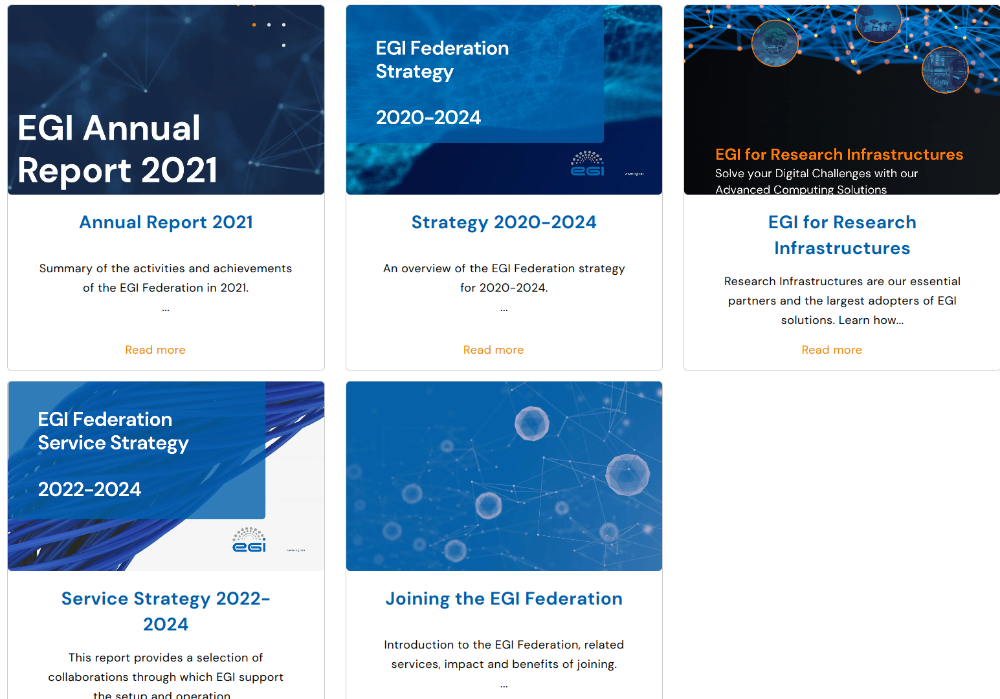 EGI Annual
Report 2021
Annual Report 2021
Summary of the activities and achievements
of the EGI Federation in 2021.
...
Read more
EGI Federation
Strategy
2020-2024
egi
www.egi.eu
Strategy 2020-2024
An overview of the EGI Federation strategy
for 2020-2024.
...
Read more
EGI for Research Infrastructures
Solve your Digital Challenges with our
Advanced Computing Solutions
EGI for Research
Infrastructures
Research Infrastructures are our essential
partners and the largest adopters of EGI
solutions. Learn how...
Read more
EGI Federation
Service Strategy
2022-2024
egi
www.egi.eu
Service Strategy 2022-
2024
This report provides a selection of
collaborations through which EGI support
the setup and operation
Joining the EGI Federation
Introduction to the EGI Federation, related
services, impact and benefits of joining.
...